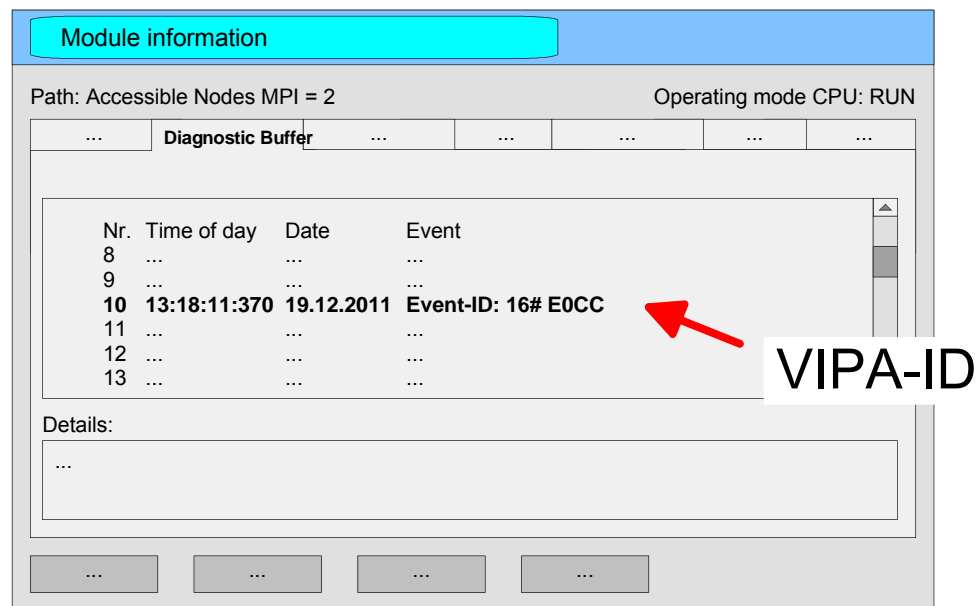 Module information
Path: Accessible Nodes MPI = 2 Operating mode CPU: RUN
... Diagnostic Buffer ... ... ... ... ...
Nr. Time of day Date Event
8 ... ... ...
9 ... ... ...
10 13:18:11:370 19.12.2011 Event-ID: 16# E0CC
11 ... ... ...
12 ... ... ...
13 ... ... ...
VIPA-ID
Details:
...
... ... ... ...